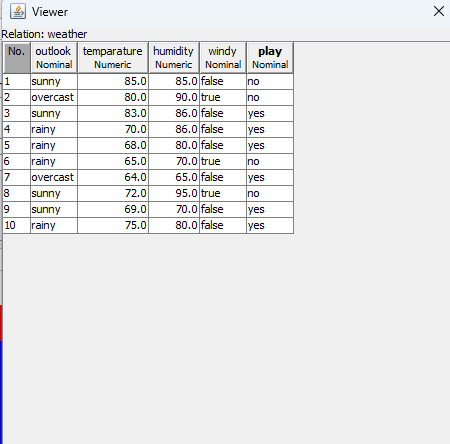 Viewer
Relation: weather
No. outlook temparature humidity windy play
Nominal Numeric Numeric Nominal Nominal
1 sunny 85.0 85.0 false no
2 overcast 80.0 90.0 true no
3 sunny 83.0 86.0 false yes
4 rainy 70.0 86.0 false yes
5 rainy 68.0 80.0 false yes
6 rainy 65.0 70.0 true no
7 overcast 64.0 65.0 false yes
8 sunny 72.0 95.0 true no
9 sunny 69.0 70.0 false yes
10 rainy 75.0 80.0 false yes